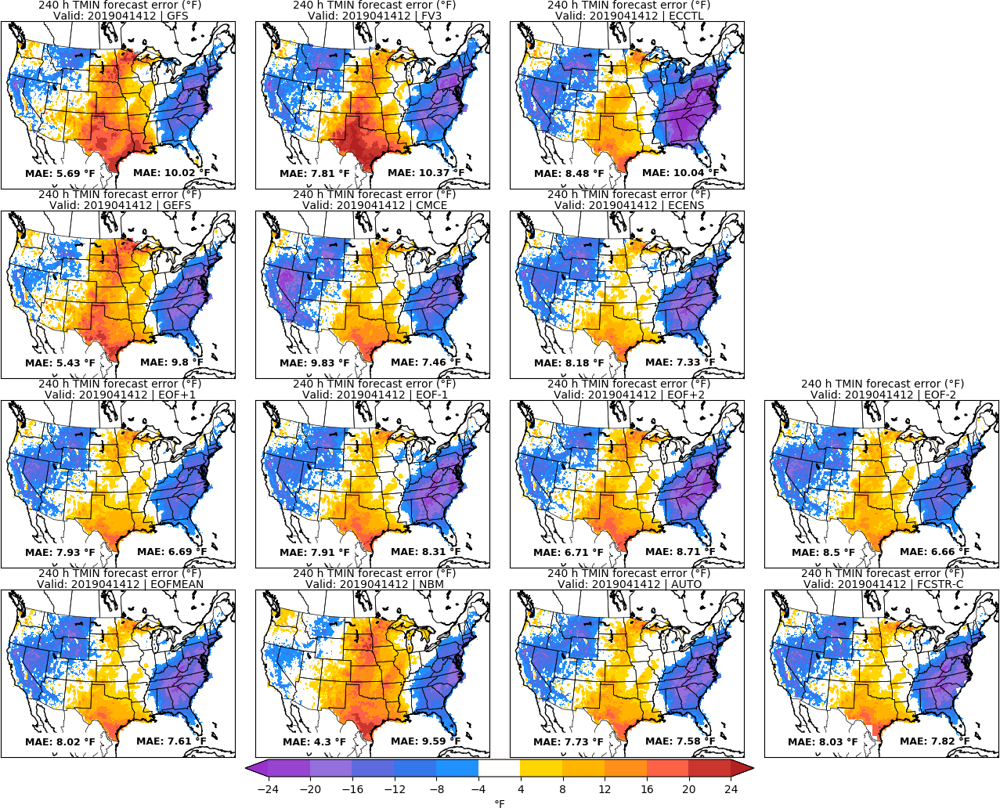 240 h TMIN forecast error (°F)
Valid: 2019041412 | GFS
MAE: 5.69 °F
MAE: 10.02 °F
240 h TMIN forecast error (°F)
Valid: 2019041412 | FV3
MAE: 7.81 °F
MAE: 10.37 °F
240 h TMIN forecast error (°F)
Valid: 2019041412 | ECCTL
MAE: 8.48 °F
MAE: 10.04 °F
240 h TMIN forecast error (°F)
Valid: 2019041412 | GEFS
MAE: 5.43 °F
MAE: 9.8 °F
240 h TMIN forecast error (°F)
Valid: 2019041412 | CMCE
MAE: 9.83 °F
MAE: 7.46 °F
240 h TMIN forecast error (°F)
Valid: 2019041412 | ECENS
MAE: 8.18 °F
MAE: 7.33 °F
240 h TMIN forecast error (°F)
Valid: 2019041412 | EOF+1
MAE: 7.93 °F
MAE: 6.69 °F
240 h TMIN forecast error (°F)
Valid: 2019041412 | EOF-1
MAE: 7.91 °F
MAE: 8.31 °F
240 h TMIN forecast error (°F)
Valid: 2019041412 | EOF+2
MAE: 6.71 °F
MAE: 8.71 °F
240 h TMIN forecast error (°F)
Valid: 2019041412 | EOF-2
MAE: 8.5 °F
MAE: 6.66 °F
240 h TMIN forecast error (°F)
Valid: 2019041412 | EOFMEAN
MAE: 8.02 °F
MAE: 7.61 °F
240 h TMIN forecast error (°F)
Valid: 2019041412 | NBM
MAE: 4.3 °F
MAE: 9.59 °F
240 h TMIN forecast error (°F)
Valid: 2019041412 | AUTO
MAE: 7.73 °F
MAE: 7.58 °F
240 h TMIN forecast error (°F)
Valid: 2019041412 | FCSTR-C
MAE: 8.03 °F
MAE: 7.82 °F
−24 −20 −16 −12 −8 −4 4 8 12 16 20 24
°F